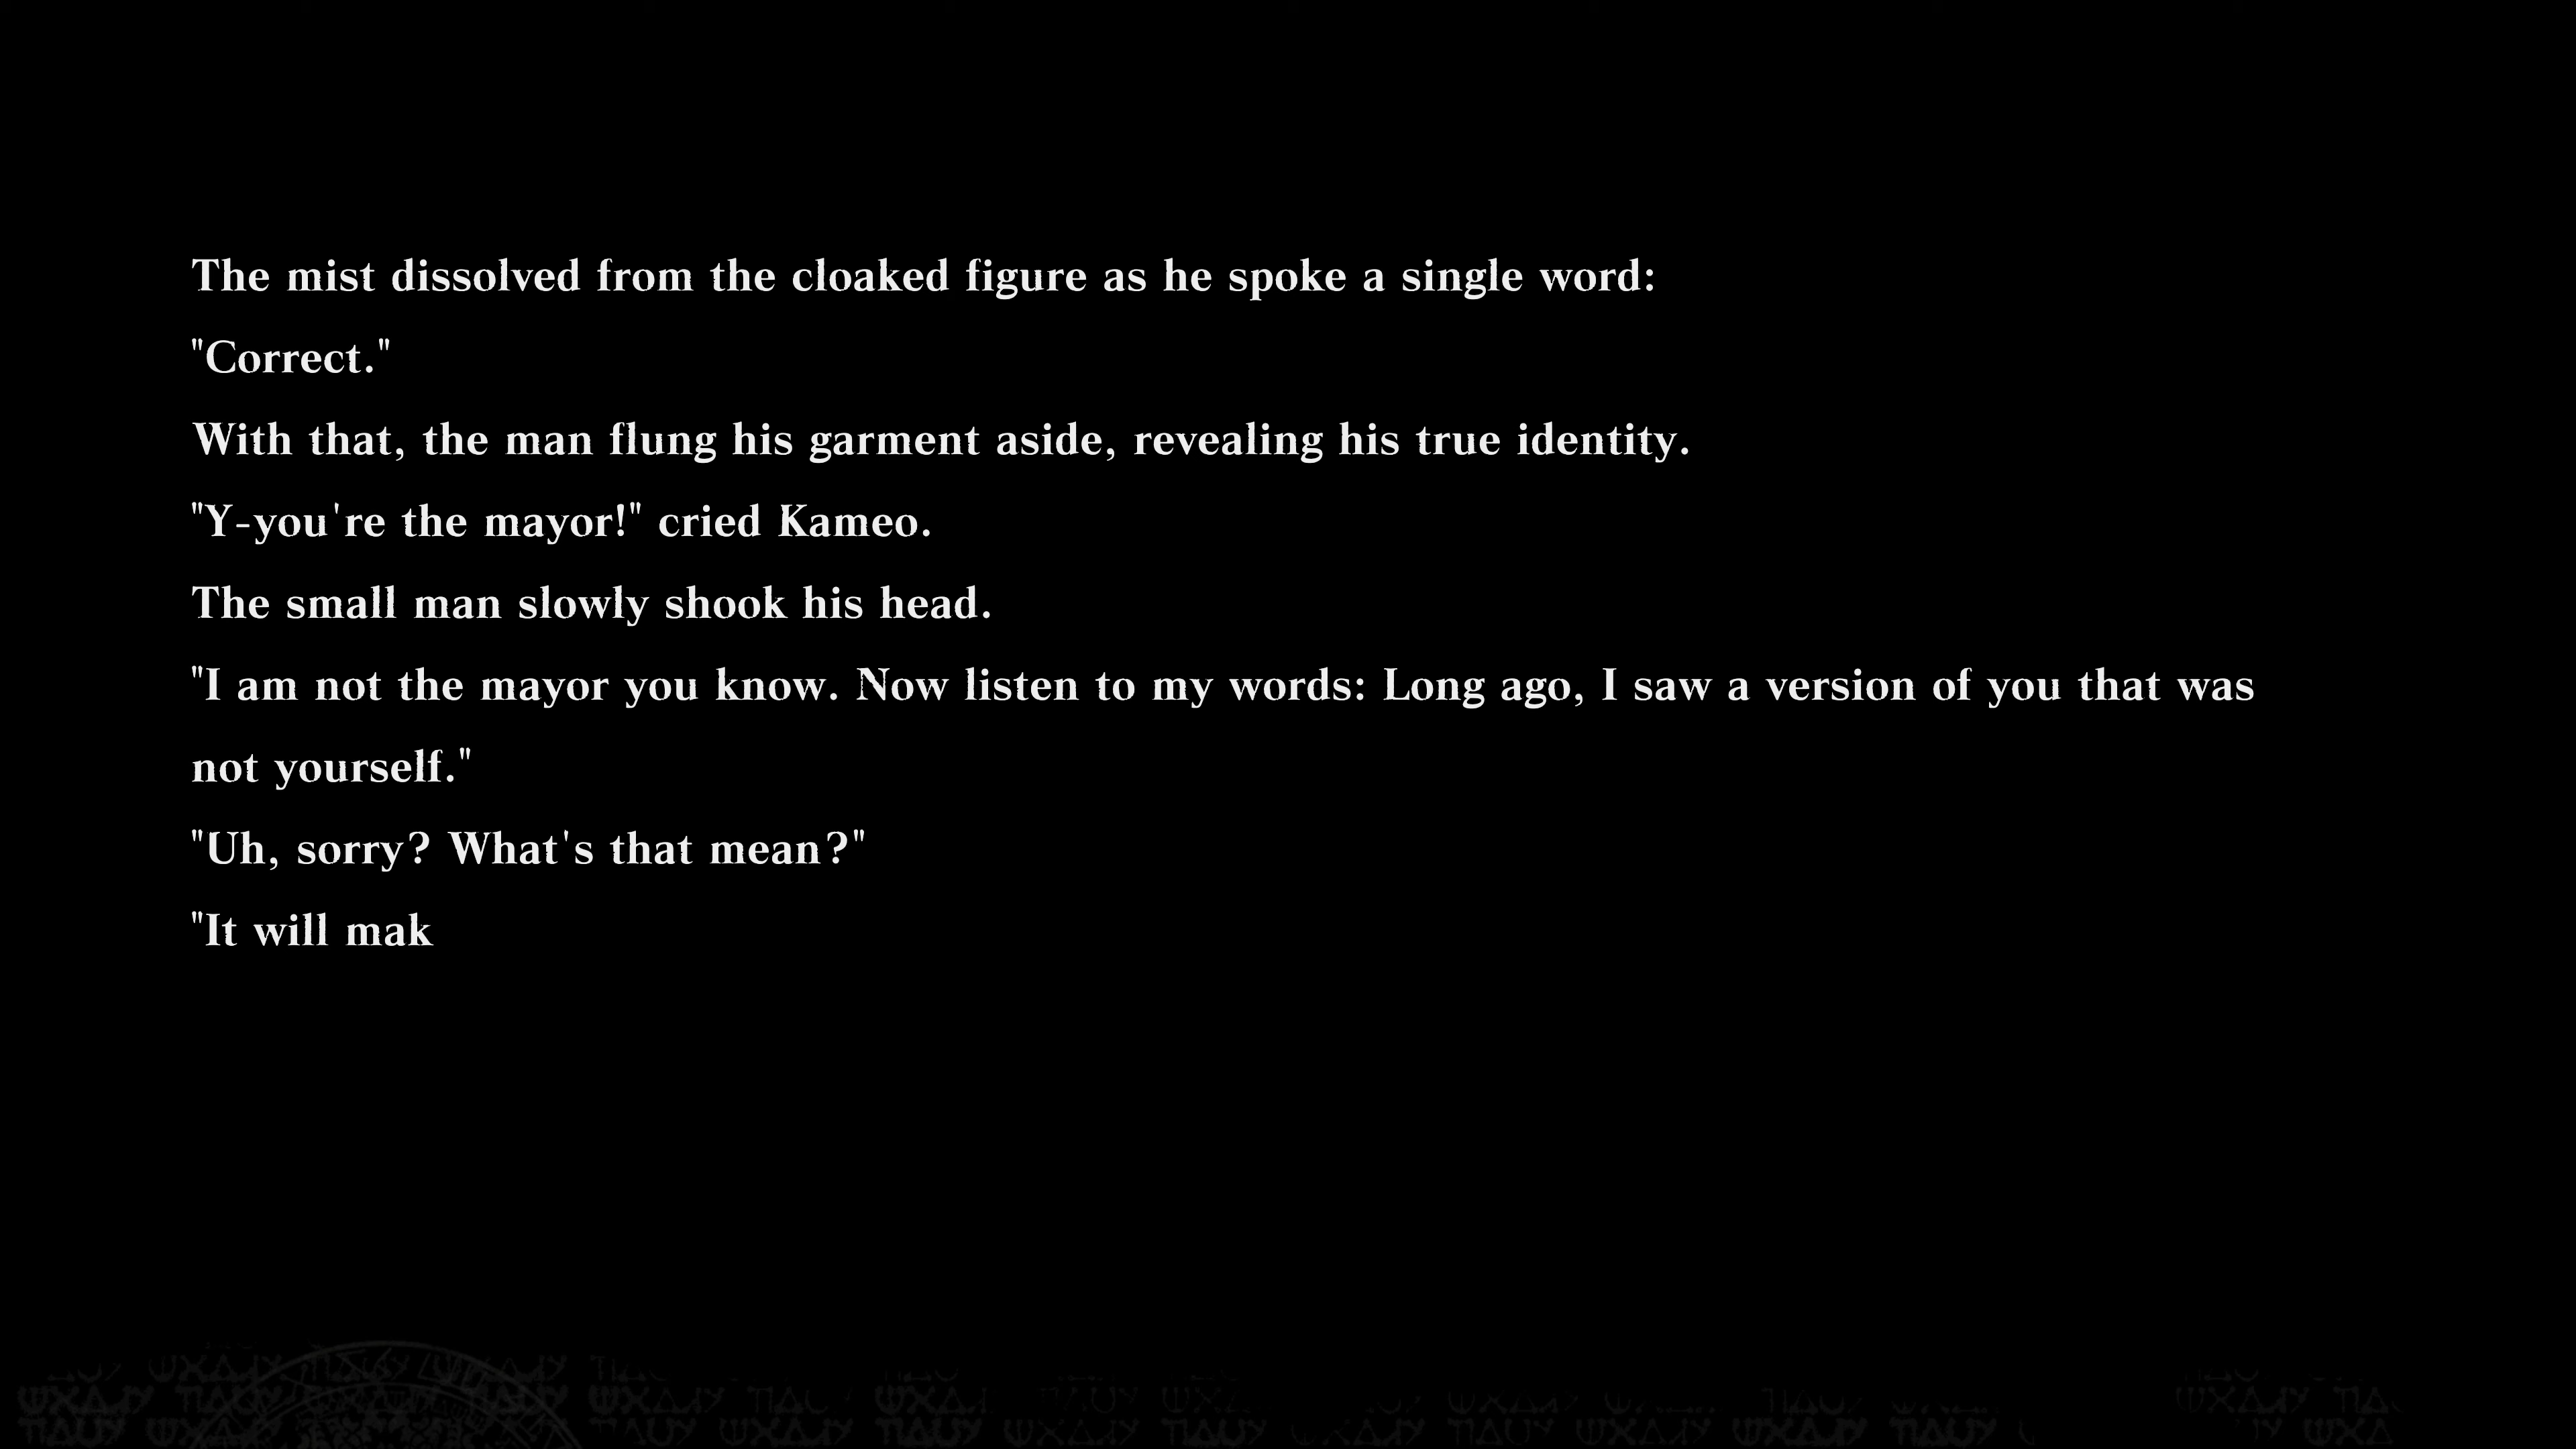 The mist dissolved from the cloaked figure as he spoke a single word:
"Correct."
With that, the man flung his garment aside, revealing his true identity.
"Y-you're the mayor!" cried Kameo.
The small man slowly shook his head.
"I am not the mayor you know. Now listen to my words: Long ago, I saw a version of you that was
not yourself."
"Uh, sorry? What's that mean?"
"It will mak